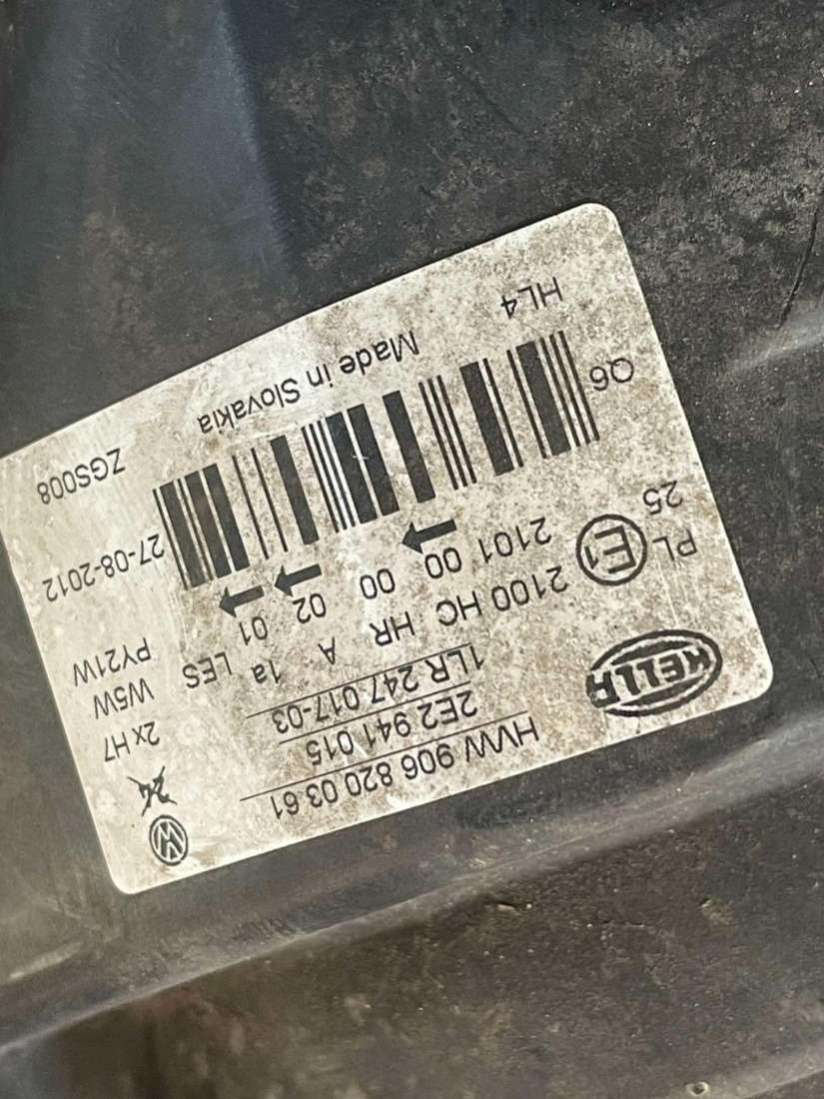 HVW 906 820 03 61
2E2 941 015
1LR 247 017-03
HELLA
2x H7
W5W
PY21W
2100 HC HR A 1a LES
2101 00 00 02 01
E1
PL
25
27-08-2012
ZGS008
Q6
Made in Slovakia
HL4